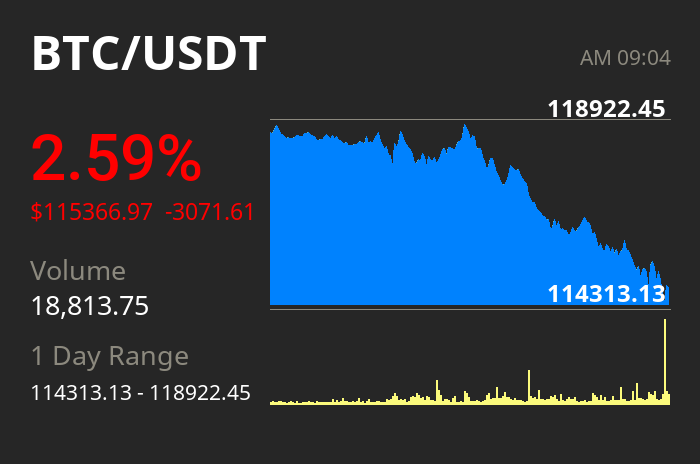 BTC/USDT
AM 09:04
118922.45
2.59%
$115366.97 -3071.61
Volume
18,813.75
114313.13
1 Day Range
114313.13 - 118922.45